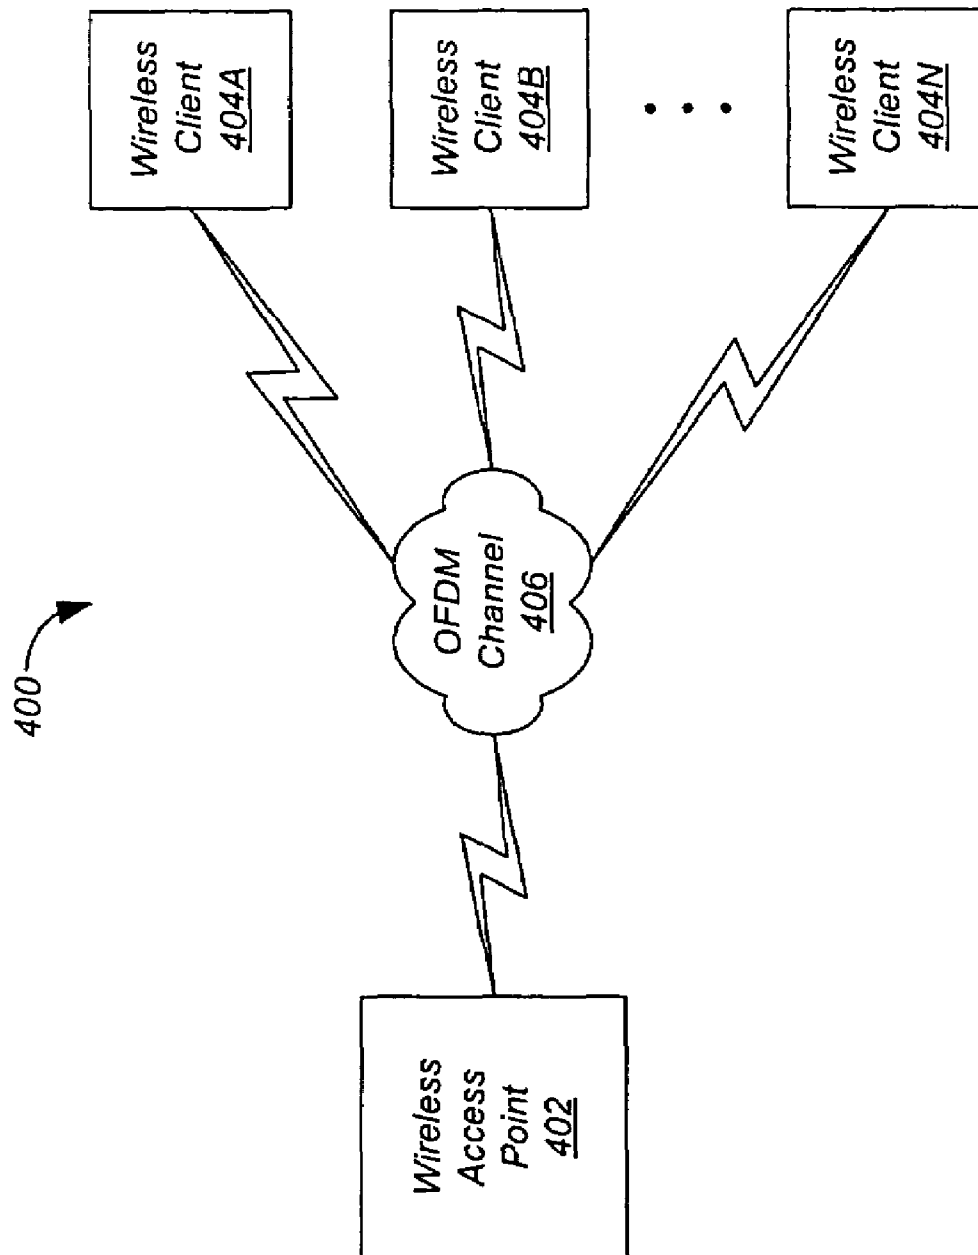 400
Wireless
Access
Point
402
OFDM
Channel
406
Wireless
Client
404A
Wireless
Client
404B
Wireless
Client
404N